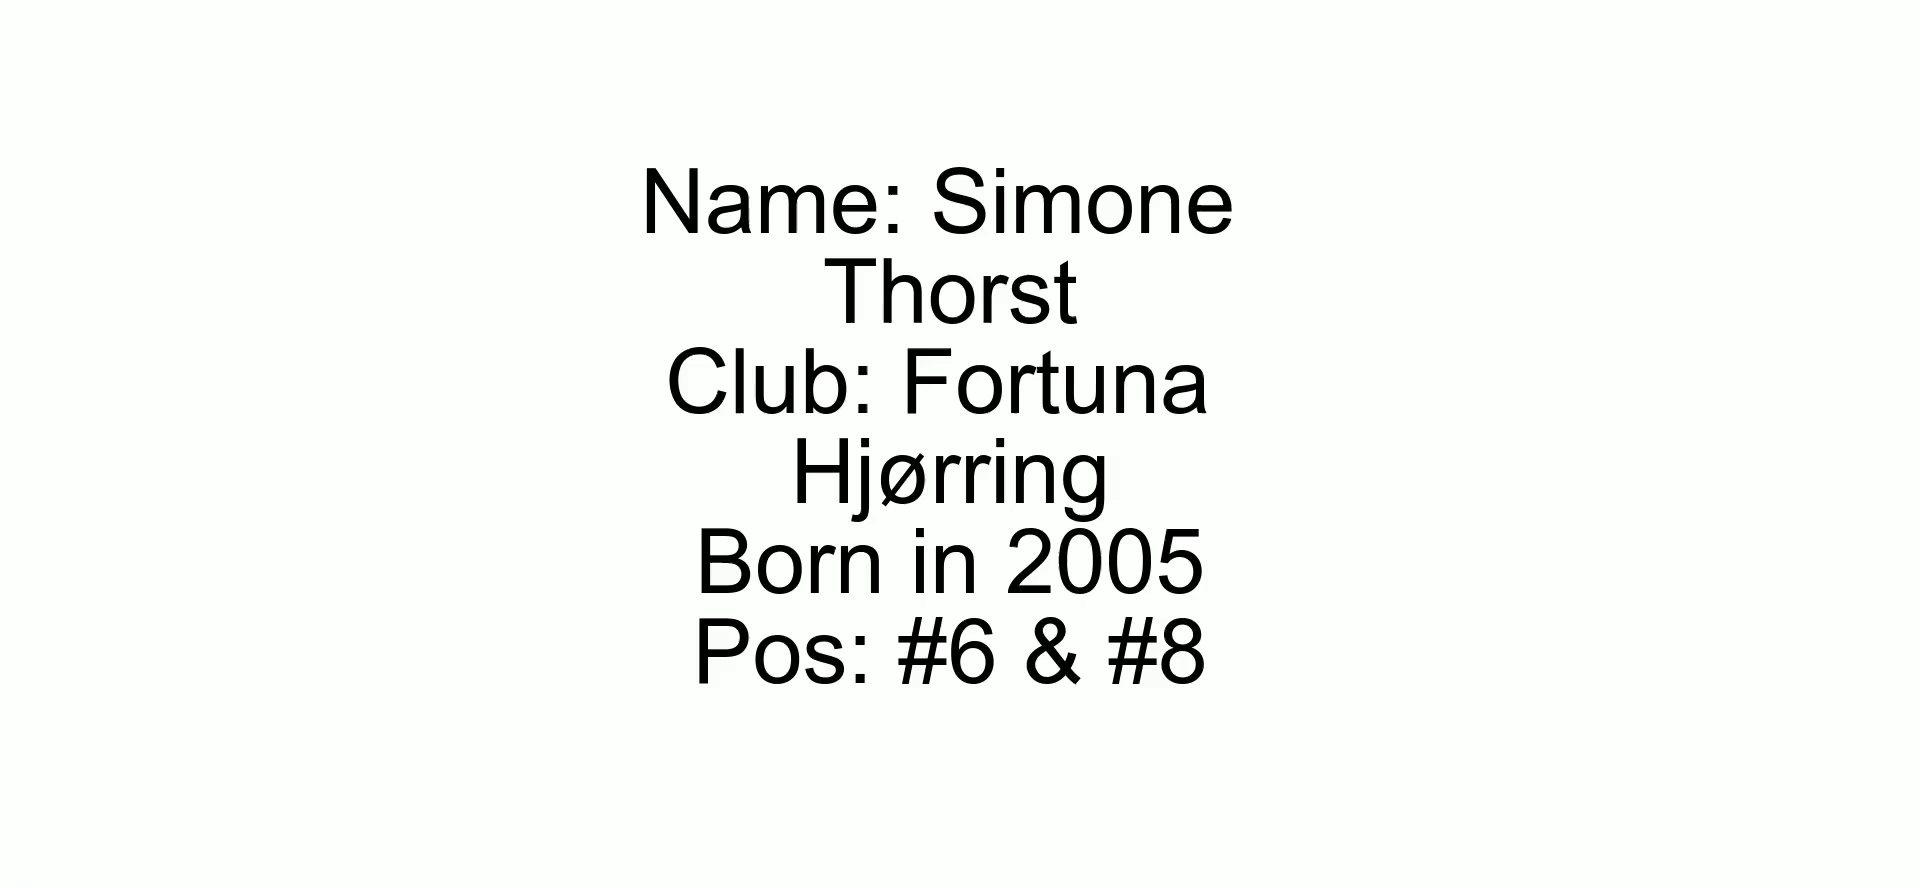 Name: Simone
Thorst
Club: Fortuna
Hjørring
Born in 2005
Pos: #6 & #8